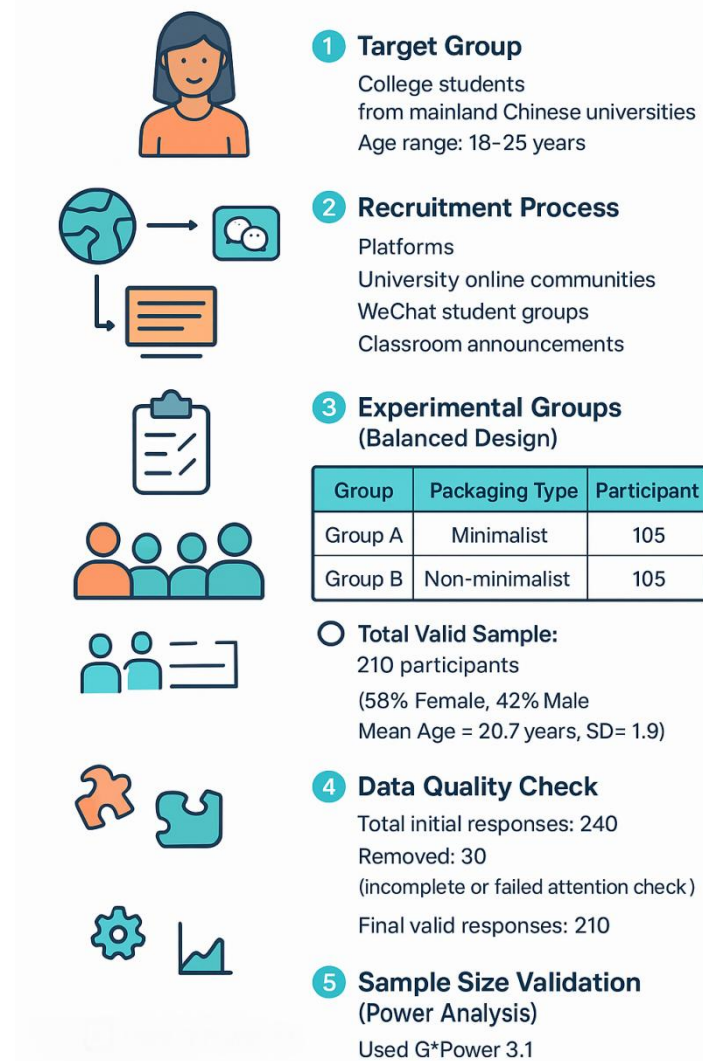 1 Target Group
College students
from mainland Chinese universities
Age range: 18-25 years
2 Recruitment Process
Platforms
University online communities
WeChat student groups
Classroom announcements
3 Experimental Groups
(Balanced Design)
Group Packaging Type Participant
Group A Minimalist 105
Group B Non-minimalist 105
Total Valid Sample:
210 participants
(58% Female, 42% Male
Mean Age = 20.7 years, SD= 1.9)
4 Data Quality Check
Total initial responses: 240
Removed: 30
(incomplete or failed attention check)
Final valid responses: 210
5 Sample Size Validation
(Power Analysis)
Used G*Power 3.1